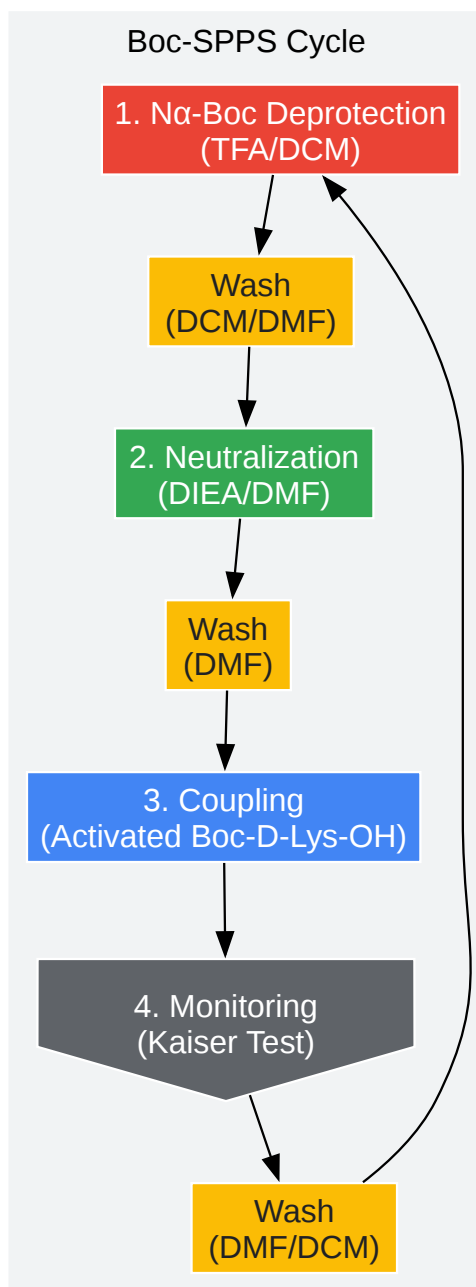 Boc-SPPS Cycle
1. Nα-Boc Deprotection
(TFA/DCM)
Wash
(DCM/DMF)
2. Neutralization
(DIEA/DMF)
Wash
(DMF)
3. Coupling
(Activated Boc-D-Lys-OH)
4. Monitoring
(Kaiser Test)
Wash
(DMF/DCM)